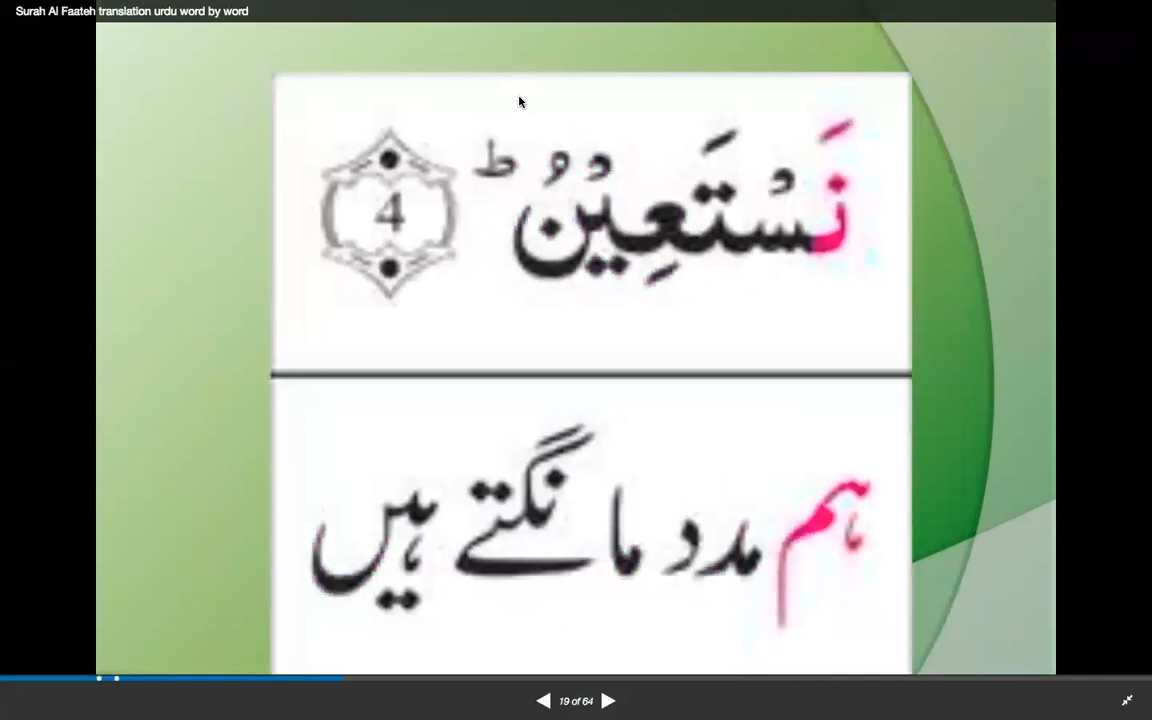 Surah Al Faateh translation urdu word by word
نَسْتَعِیْنُ ؕ 4
ہم مدد مانگتے ہیں
19 of 64